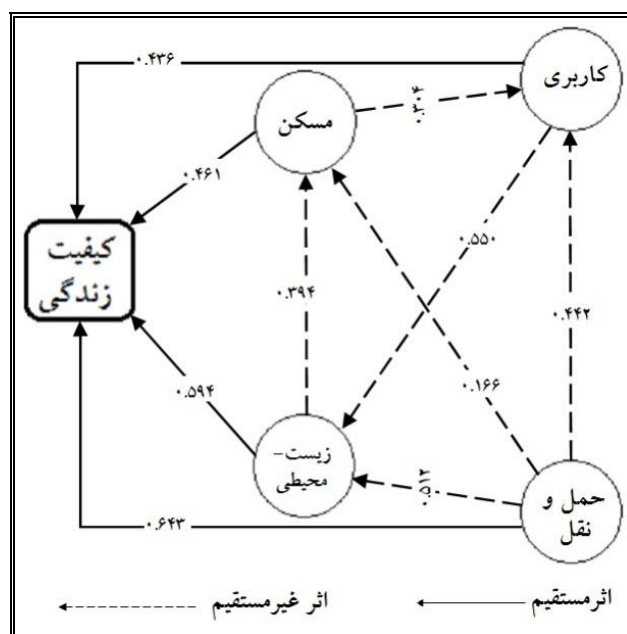 ۰.۴۳۶
کاربری
مسکن
۰.۳۰۴
۰.۴۶۱
کیفیت
زندگی
۰.۵۵۰
۰.۳۹۴
۰.۴۴۲
۰.۱۶۶
۰.۵۹۴
زیست-
محیطی
۰.۵۱۲
حمل و
نقل
۰.۶۴۳
اثرمستقیم
اثر غیرمستقیم